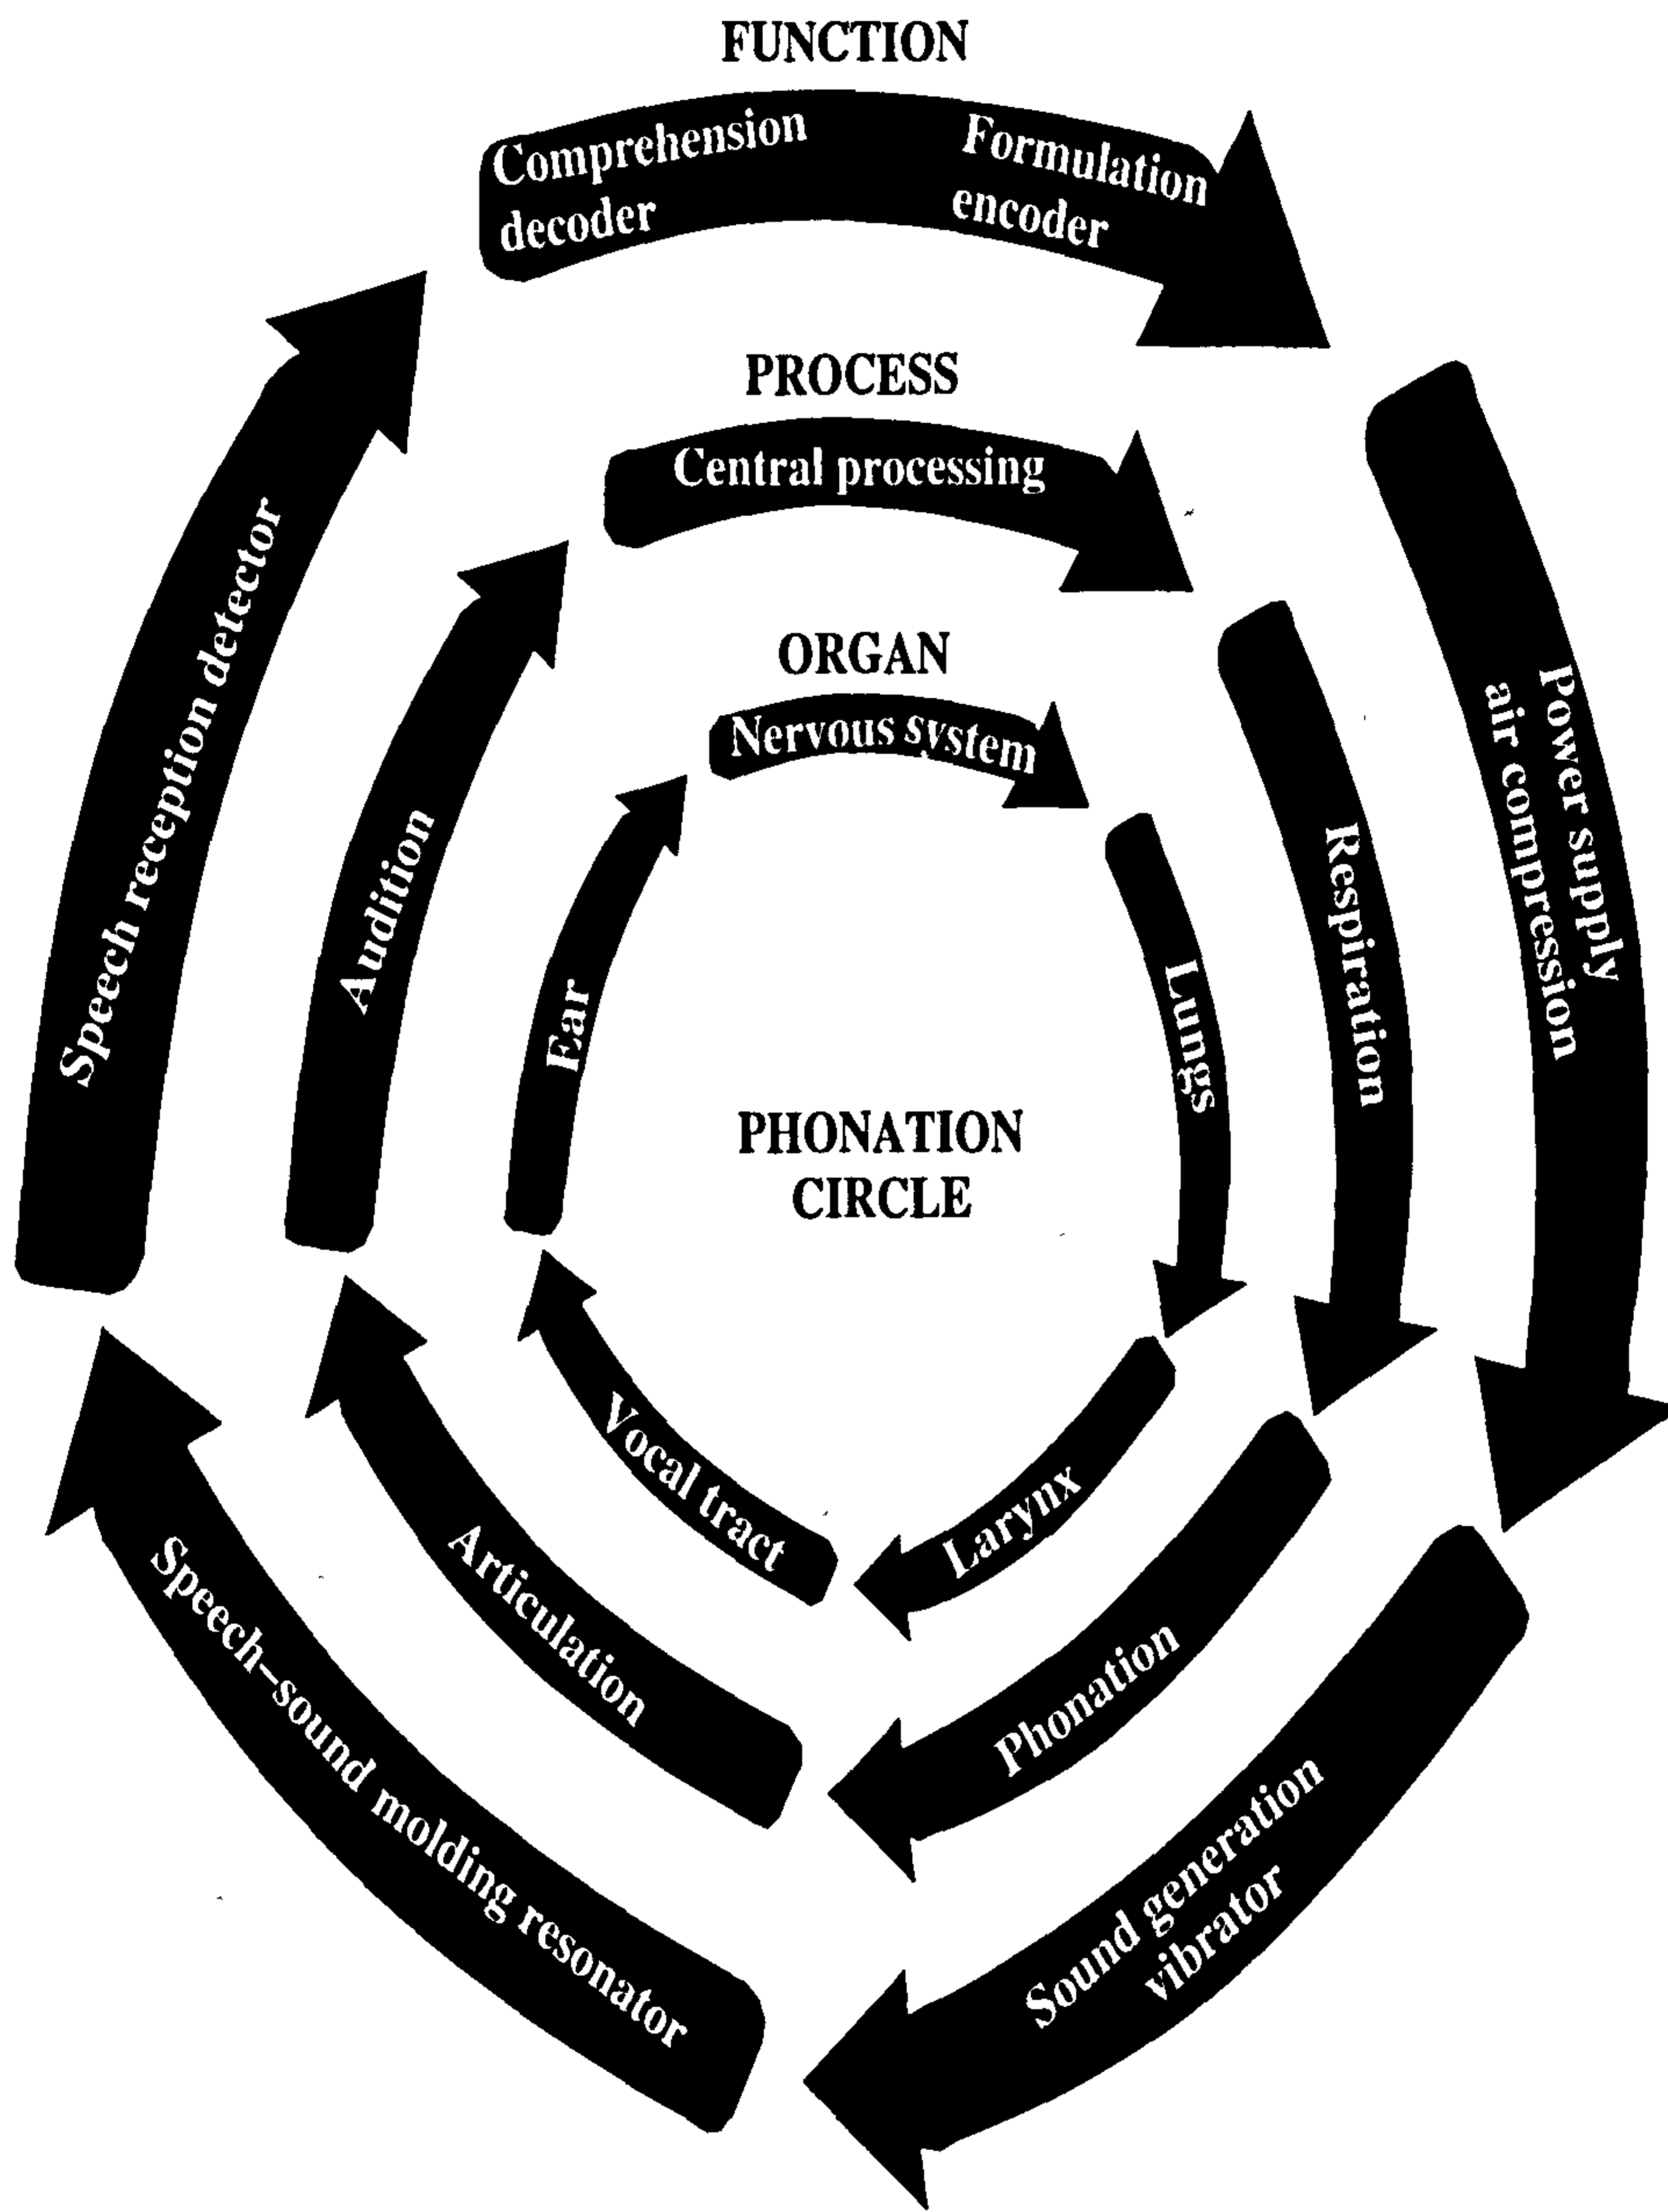 FUNCTION
Comprehension
decoder
Formulation
encoder
PROCESS
Central processing
ORGAN
Nervous system
Speech reception detector
Audition
Ear
Lungs
Respiration
Power supply
air compression
PHONATION
CIRCLE
Vocal tract
Larynx
Articulation
Phonation
Speech–sound molding resonator
Sound generation
vibrator